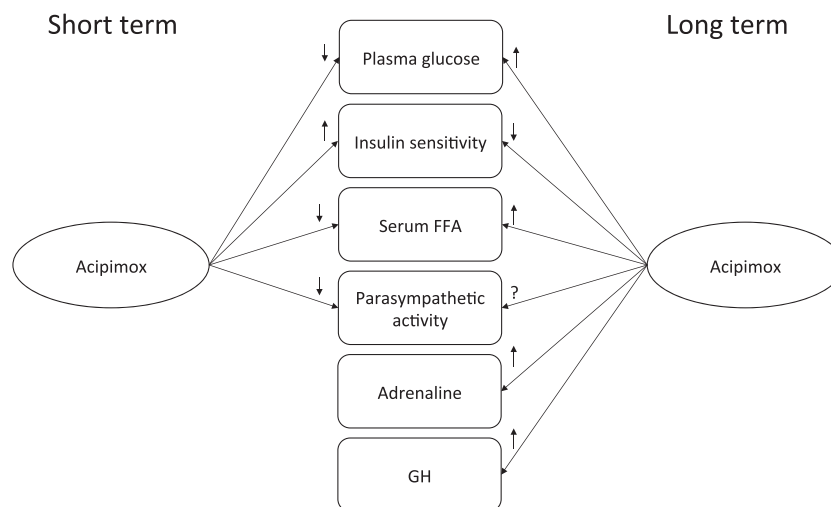 Short term
Long term
Plasma glucose
Insulin sensitivity
Serum FFA
Acipimox
Acipimox
Parasympathetic
activity
?
Adrenaline
GH